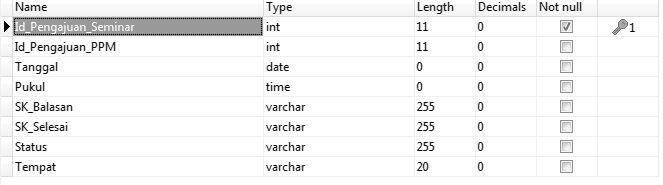 Name Type Length Decimals Not null
Id_Pengajuan_Seminar int 11 0 1
Id_Pengajuan_PPM int 11 0
Tanggal date 0 0
Pukul time 0 0
SK_Balasan varchar 255 0
SK_Selesai varchar 255 0
Status varchar 255 0
Tempat varchar 20 0